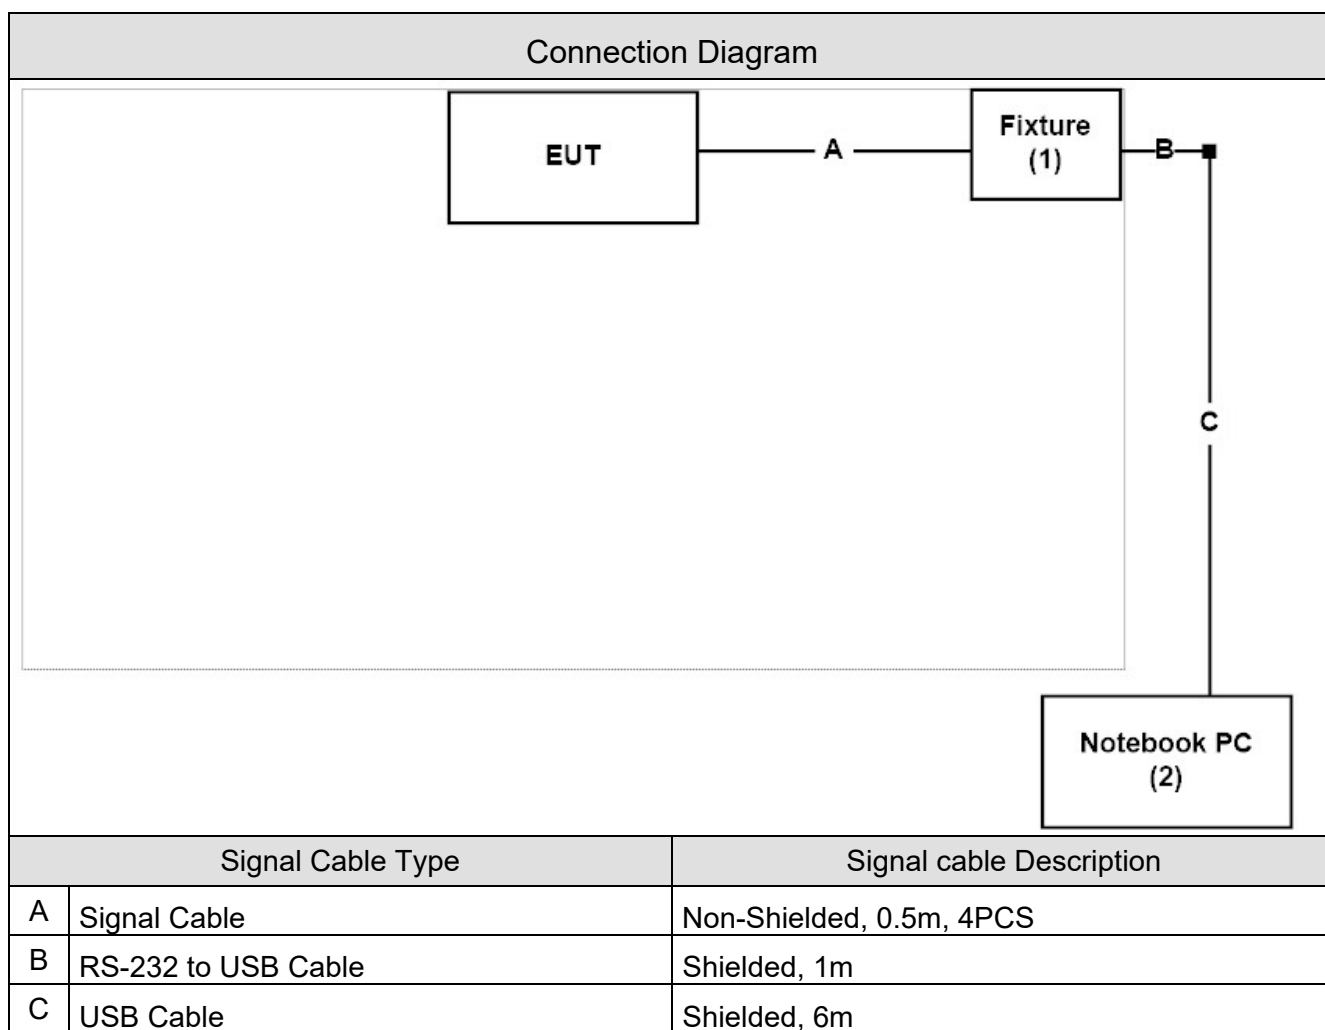 Connection Diagram
EUT
A
Fixture
(1)
B
C
Notebook PC
(2)
Signal Cable Type
Signal cable Description
A
Signal Cable
Non-Shielded, 0.5m, 4PCS
B
RS-232 to USB Cable
Shielded, 1m
C
USB Cable
Shielded, 6m